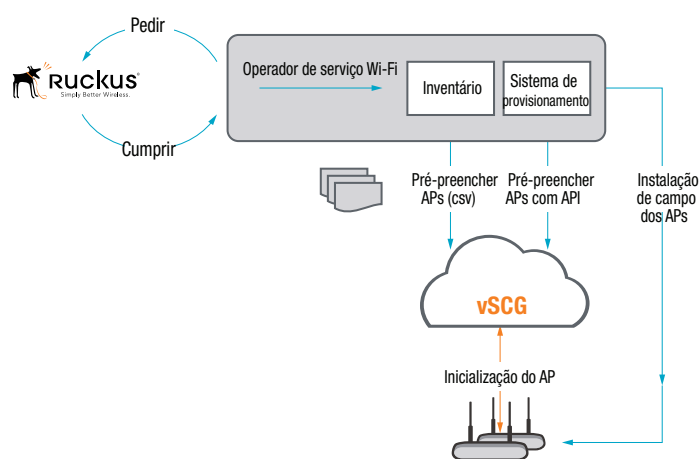 Pedir
RUCKUS
Simply Better Wireless.
Cumprir
Operador de serviço Wi-Fi
Inventário
Sistema de
provisionamento
Pré-preencher
APs (csv)
Pré-preencher
APs com API
Instalação
de campo
dos APs
vSCG
Inicialização do AP